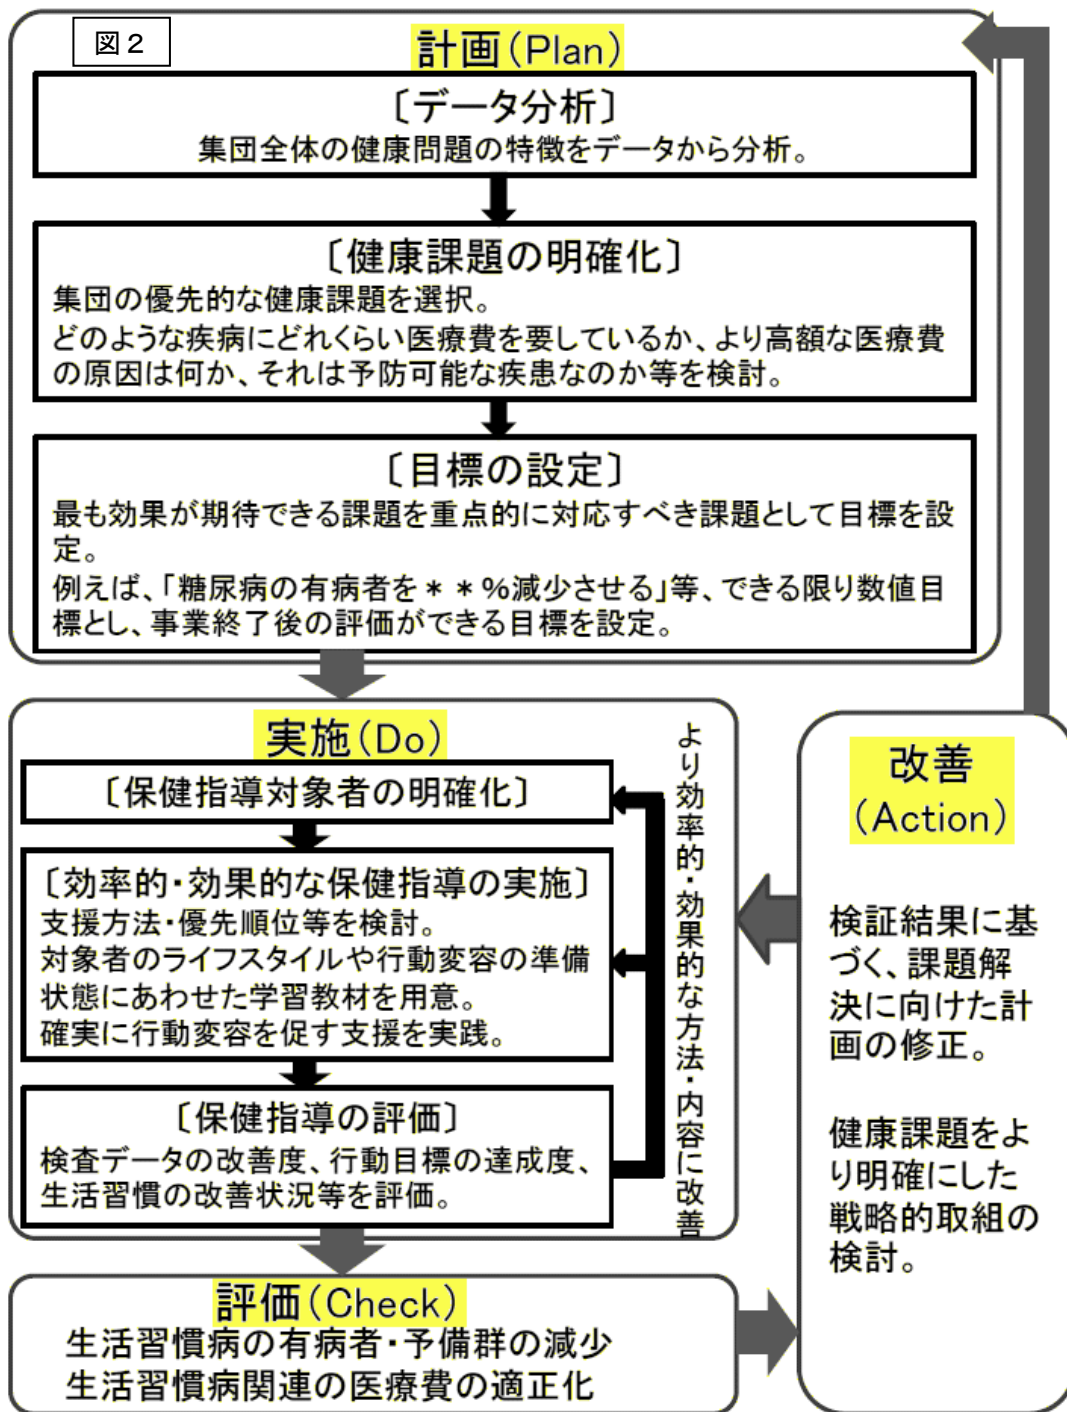 図２
計画(Plan)
〔データ分析〕
集団全体の健康問題の特徴をデータから分析。
〔健康課題の明確化〕
集団の優先的な健康課題を選択。
どのような疾病にどれくらい医療費を要しているか、より高額な医療費
の原因は何か、それは予防可能な疾患なのか等を検討。
〔目標の設定〕
最も効果が期待できる課題を重点的に対応すべき課題として目標を設
定。
例えば、「糖尿病の有病者を＊＊%減少させる」等、できる限り数値目
標とし、事業終了後の評価ができる目標を設定。
実施(Do)
〔保健指導対象者の明確化〕
〔効率的・効果的な保健指導の実施〕
支援方法・優先順位等を検討。
対象者のライフスタイルや行動変容の準備
状態にあわせた学習教材を用意。
確実に行動変容を促す支援を実践。
〔保健指導の評価〕
検査データの改善度、行動目標の達成度、
生活習慣の改善状況等を評価。
より効率的・効果的な方法・内容に改善
評価(Check)
生活習慣病の有病者・予備群の減少
生活習慣病関連の医療費の適正化
改善
(Action)
検証結果に基
づく、課題解
決に向けた計
画の修正。
健康課題をよ
り明確にした
戦略的取組の
検討。